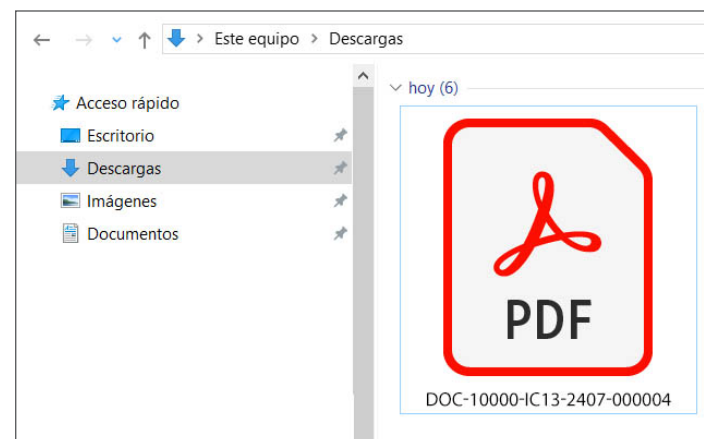 Este equipo > Descargas
Acceso rápido
Escritorio
Descargas
Imágenes
Documentos
hoy (6)
PDF
DOC-10000-IC13-2407-000004